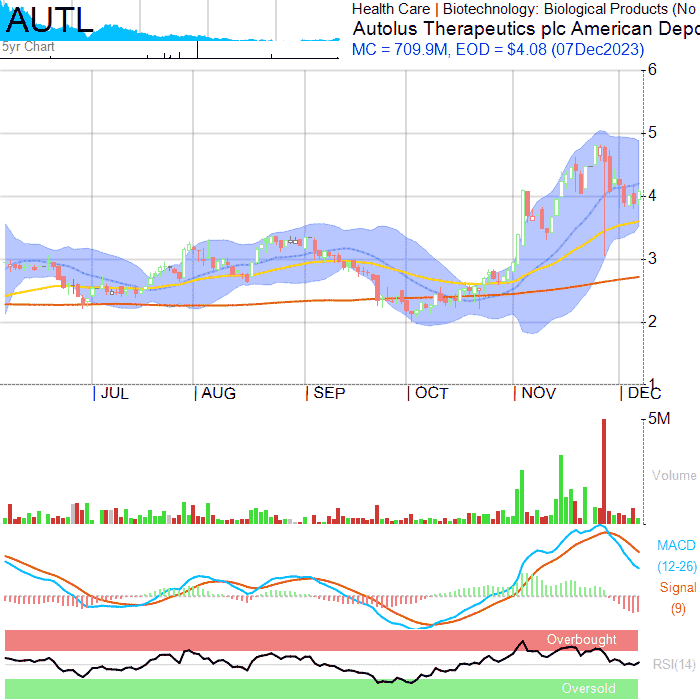 AUTL
Health Care | Biotechnology: Biological Products (No
Autolus Therapeutics plc American Depo
MC = 709.9M, EOD = $4.08 (07Dec2023)
5yr Chart
6
5
4
3
2
1
JUL AUG SEP OCT NOV DEC
5M
Volume
MACD
(12-26)
Signal
(9)
Overbought
RSI(14)
Oversold